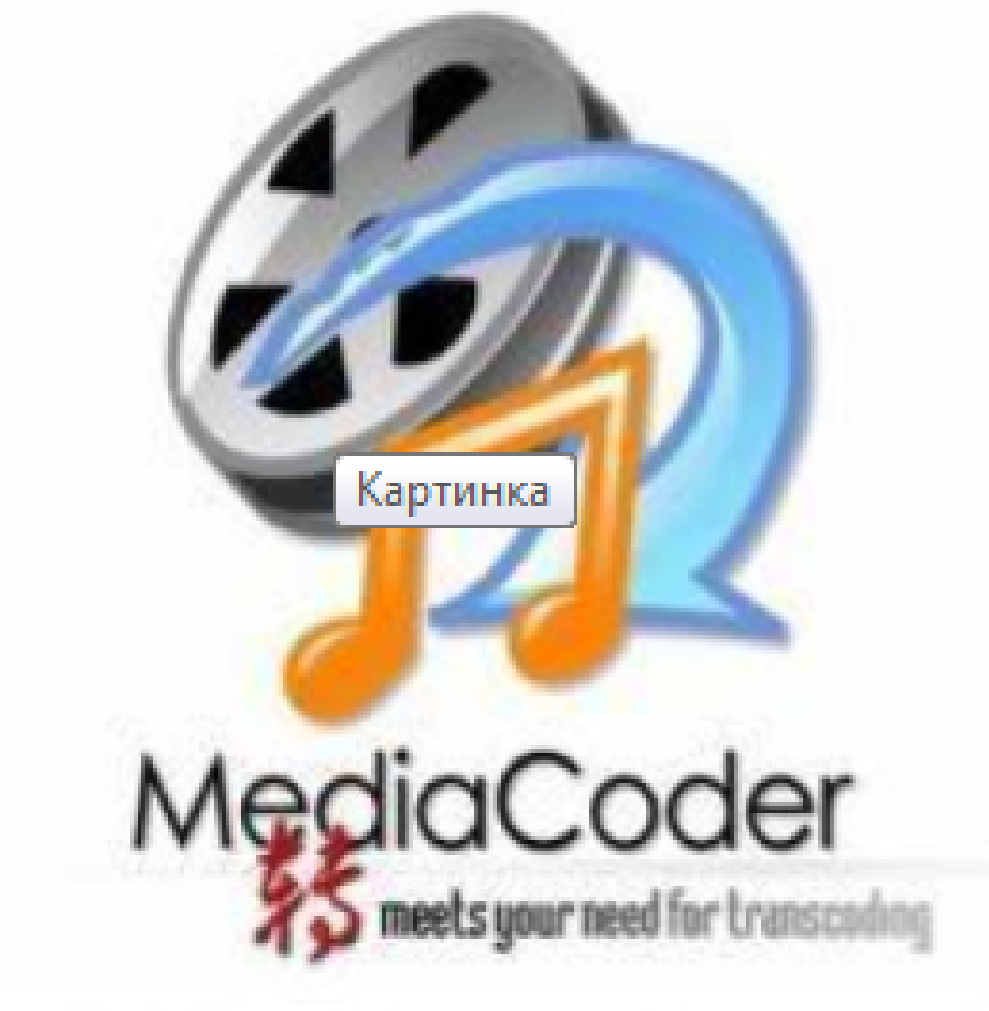 Картинка
MediaCoder
转 meets your need for transcoding